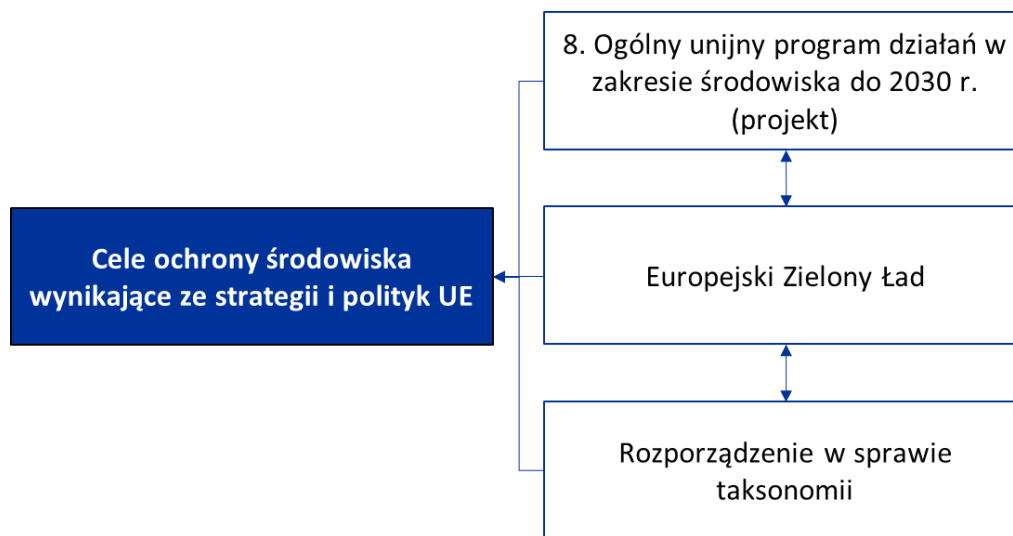 8. Ogólny unijny program działań w
zakresie środowiska do 2030 r.
(projekt)
Cele ochrony środowiska
wynikające ze strategii i polityk UE
Europejski Zielony Ład
Rozporządzenie w sprawie
taksonomii